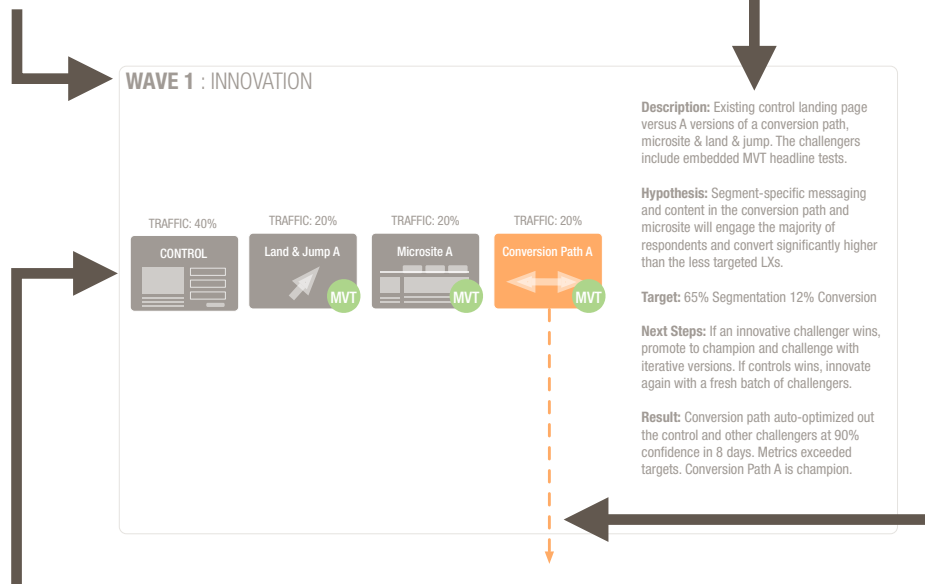 WAVE 1 : INNOVATION
TRAFFIC: 40%
TRAFFIC: 20%
TRAFFIC: 20%
TRAFFIC: 20%
CONTROL
Land & Jump A
Microsite A
Conversion Path A
MVT
MVT
MVT
Description: Existing control landing page
versus A versions of a conversion path,
microsite & land & jump. The challengers
include embedded MVT headline tests.
Hypothesis: Segment-specific messaging
and content in the conversion path and
microsite will engage the majority of
respondents and convert significantly higher
than the less targeted LXs.
Target: 65% Segmentation 12% Conversion
Next Steps: If an innovative challenger wins,
promote to champion and challenge with
iterative versions. If controls wins, innovate
again with a fresh batch of challengers.
Result: Conversion path auto-optimized out
the control and other challengers at 90%
confidence in 8 days. Metrics exceeded
targets. Conversion Path A is champion.